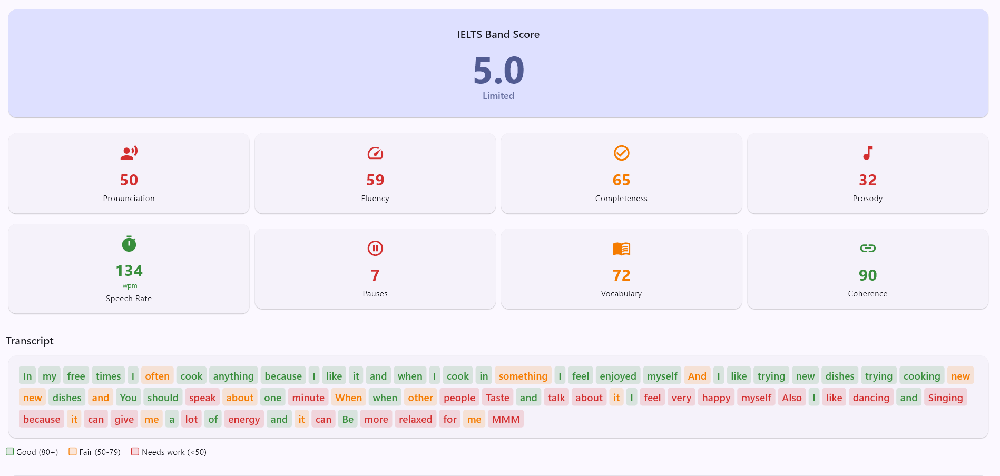 IELTS Band Score
5.0
Limited
50
Pronunciation
59
Fluency
65
Completeness
32
Prosody
134
wpm
Speech Rate
7
Pauses
72
Vocabulary
90
Coherence
Transcript
In my free times I often cook anything because I like it and when I cook in something I feel enjoyed myself And I like trying new dishes trying cooking new
new dishes and You should speak about one minute When when other people Taste and talk about it I feel very happy myself Also I like dancing and Singing
because it can give me a lot of energy and it can Be more relaxed for me MMM
Good (80+) Fair (50-79) Needs work (<50)